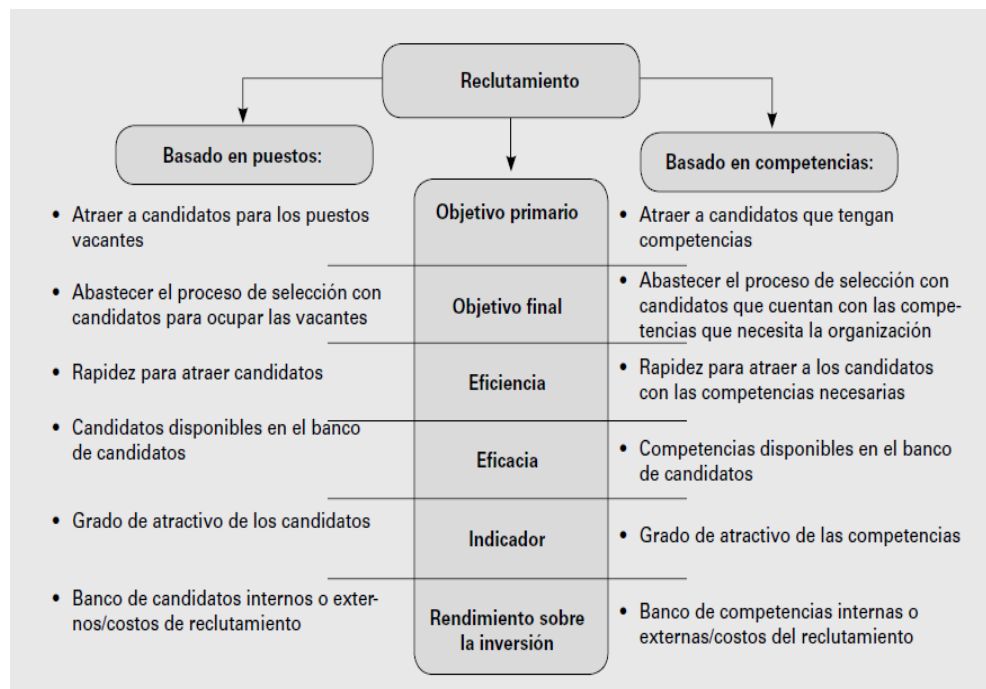 Reclutamiento
Basado en puestos:
Basado en competencias:
• Atraer a candidatos para los puestos
vacantes
Objetivo primario
• Atraer a candidatos que tengan
competencias
• Abastecer el proceso de selección con
candidatos para ocupar las vacantes
Objetivo final
• Abastecer el proceso de selección con
candidatos que cuentan con las compe-
tencias que necesita la organización
• Rapidez para atraer candidatos
Eficiencia
• Rapidez para atraer a los candidatos
con las competencias necesarias
• Candidatos disponibles en el banco
de candidatos
Eficacia
• Competencias disponibles en el banco
de candidatos
• Grado de atractivo de los candidatos
Indicador
• Grado de atractivo de las competencias
• Banco de candidatos internos o exter-
nos/costos de reclutamiento
Rendimiento sobre
la inversión
• Banco de competencias internas o
externas/costos del reclutamiento